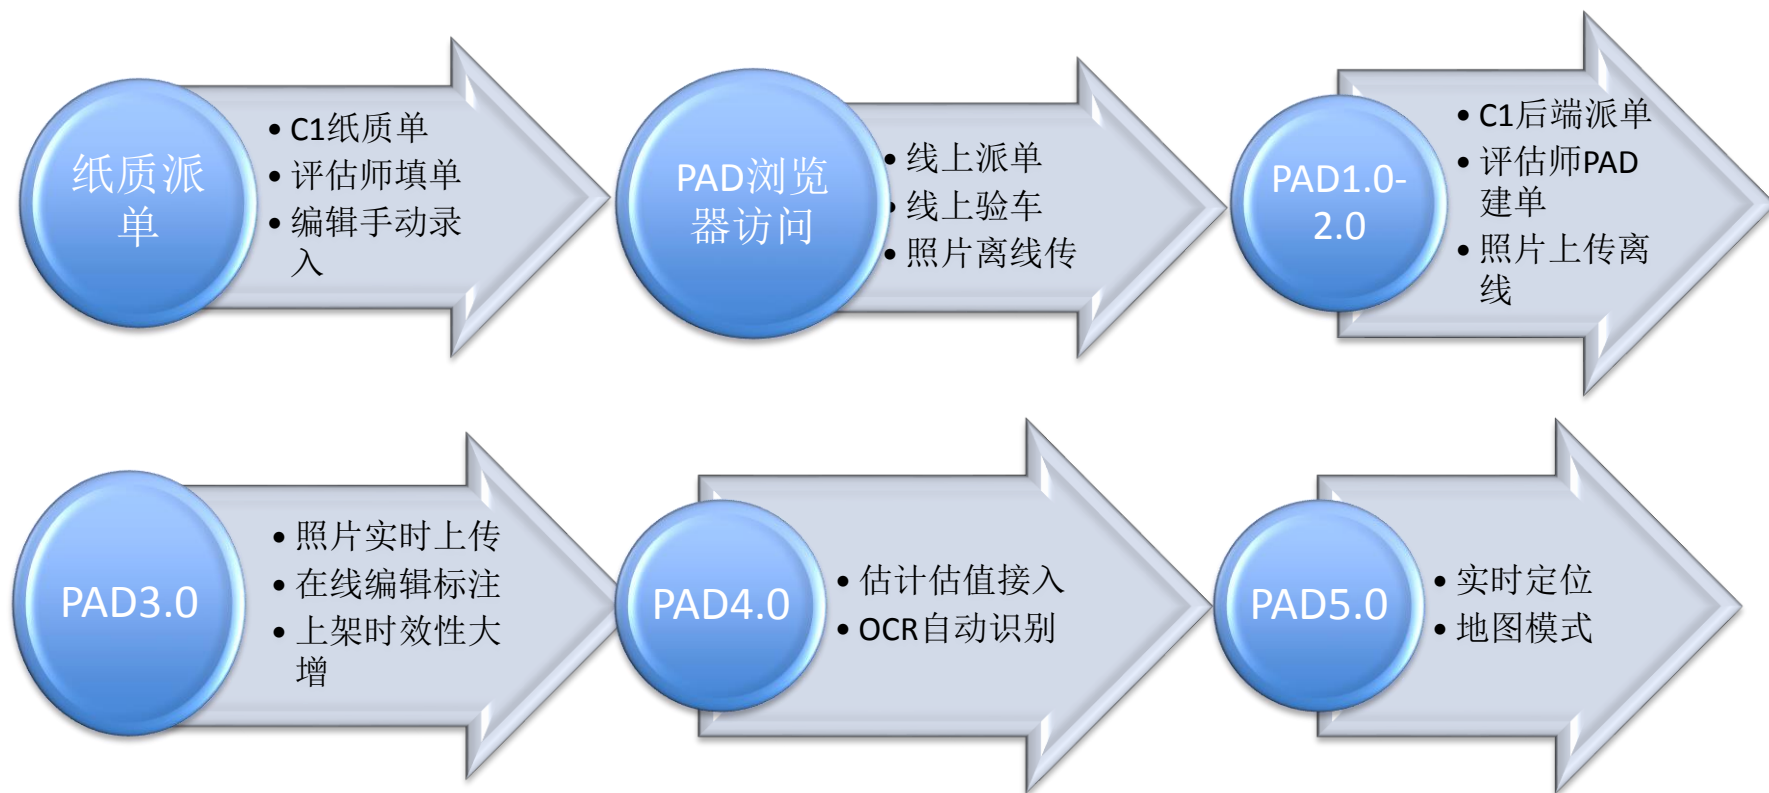 纸质派
单
• C1纸质单
• 评估师填单
• 编辑手动录
入
PAD浏览
器访问
• 线上派单
• 线上验车
• 照片离线传
PAD1.0-
2.0
• C1后端派单
• 评估师PAD
建单
• 照片上传离
线
PAD3.0
• 照片实时上传
• 在线编辑标注
• 上架时效性大
增
PAD4.0
• 估计估值接入
• OCR自动识别
PAD5.0
• 实时定位
• 地图模式